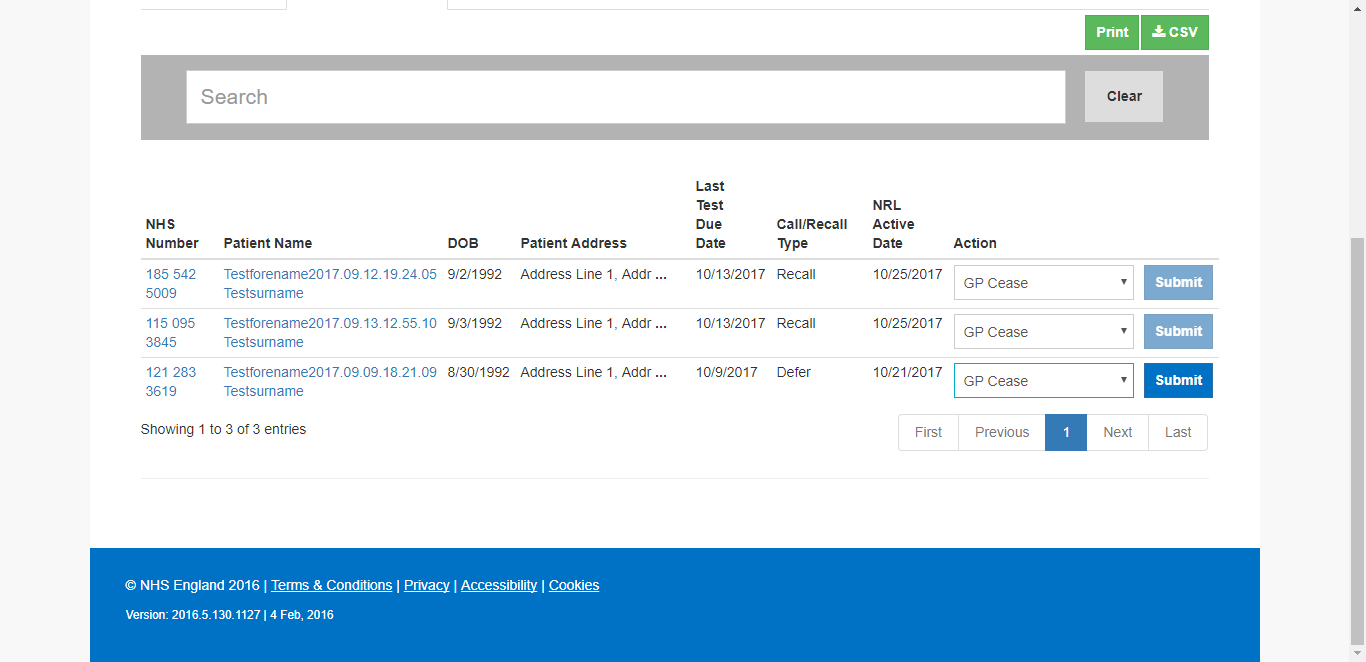 Print CSV
Search Clear
Last
Test NRL
NHS Due Call/Recall Active
Number Patient Name DOB Patient Address Date Type Date Action
185 542 Testforename2017.09.12.19.24.05 9/2/1992 Address Line 1, Addr ... 10/13/2017 Recall 10/25/2017 GP Cease Submit
5009 Testsurname
115 095 Testforename2017.09.13.12.55.10 9/3/1992 Address Line 1, Addr ... 10/13/2017 Recall 10/25/2017 GP Cease Submit
3845 Testsurname
121 283 Testforename2017.09.09.18.21.09 8/30/1992 Address Line 1, Addr ... 10/9/2017 Defer 10/21/2017 GP Cease Submit
3619 Testsurname
Showing 1 to 3 of 3 entries First Previous 1 Next Last
© NHS England 2016 | Terms & Conditions | Privacy | Accessibility | Cookies
Version: 2016.5.130.1127 | 4 Feb, 2016